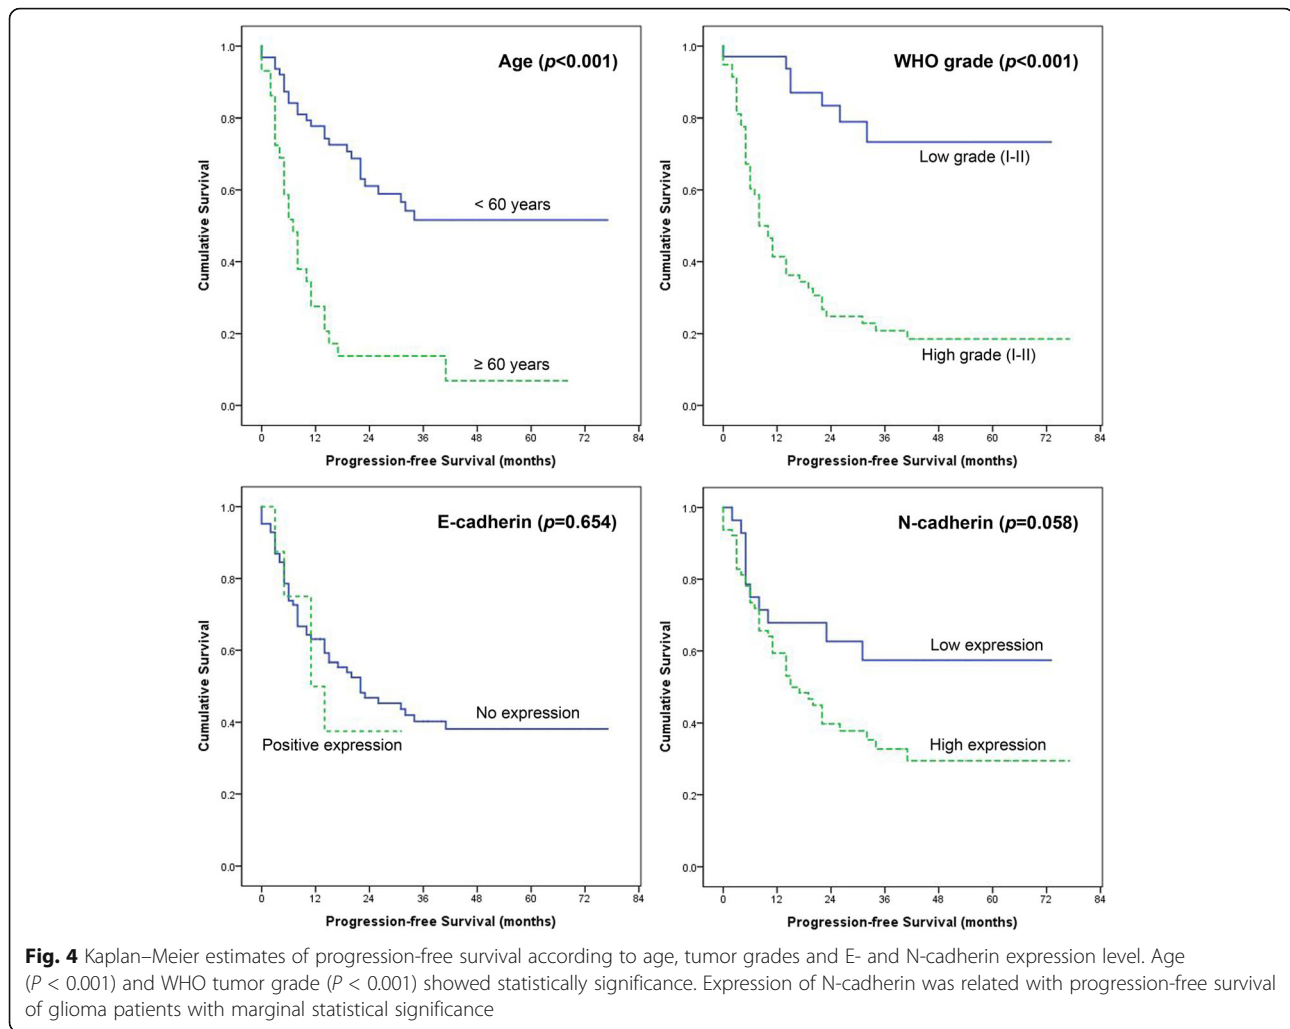 Age (p<0.001)
1.0
0.8
0.6
0.4
0.2
0.0
Cumulative Survival
< 60 years
≥ 60 years
0 12 24 36 48 60 72 84
Progression-free Survival (months)
WHO grade (p<0.001)
1.0
0.8
0.6
0.4
0.2
0.0
Cumulative Survival
Low grade (I-II)
High grade (I-II)
0 12 24 36 48 60 72 84
Progression-free Survival (months)
E-cadherin (p=0.654)
1.0
0.8
0.6
0.4
0.2
0.0
Cumulative Survival
No expression
Positive expression
0 12 24 36 48 60 72 84
Progression-free Survival (months)
N-cadherin (p=0.058)
1.0
0.8
0.6
0.4
0.2
0.0
Cumulative Survival
Low expression
High expression
0 12 24 36 48 60 72 84
Progression-free Survival (months)
Fig. 4 Kaplan–Meier estimates of progression-free survival according to age, tumor grades and E- and N-cadherin expression level. Age
(P < 0.001) and WHO tumor grade (P < 0.001) showed statistically significance. Expression of N-cadherin was related with progression-free survival
of glioma patients with marginal statistical significance